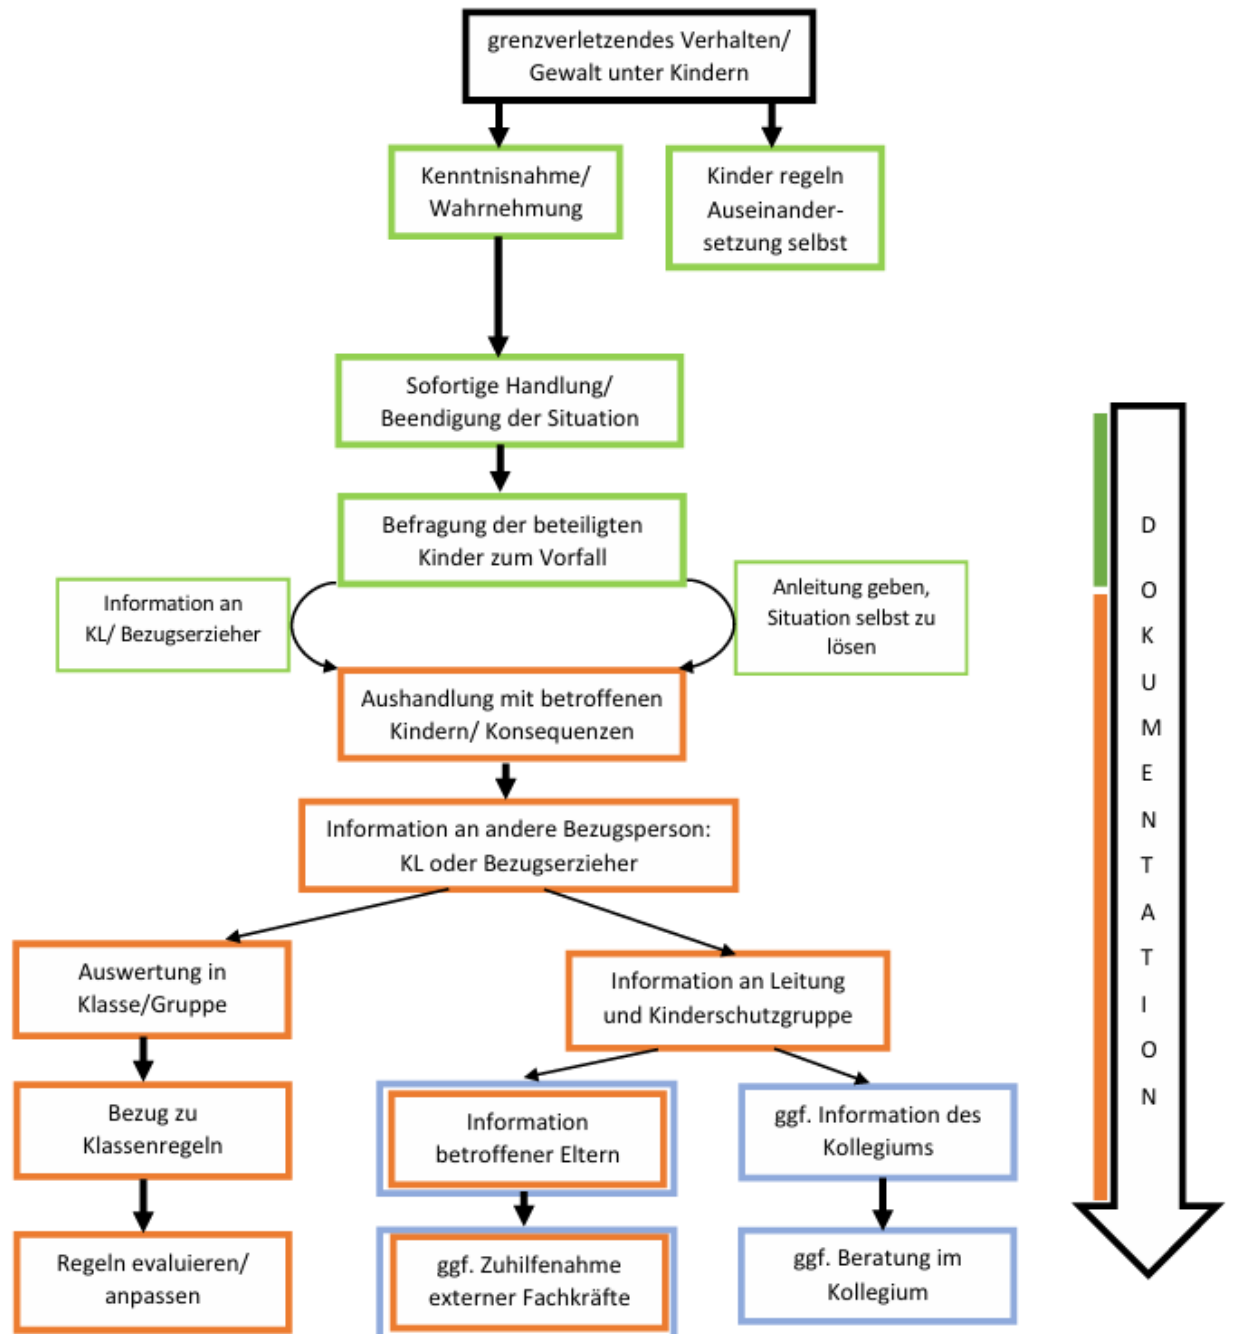 grenzverletzendes Verhalten/
Gewalt unter Kindern
Kenntnisnahme/
Wahrnehmung
Kinder regeln
Auseinander-
setzung selbst
Sofortige Handlung/
Beendigung der Situation
Befragung der beteiligten
Kinder zum Vorfall
Information an
KL/ Bezugserzieher
Anleitung geben,
Situation selbst zu
lösen
Aushandlung mit betroffenen
Kindern/ Konsequenzen
Information an andere Bezugsperson:
KL oder Bezugserzieher
Auswertung in
Klasse/Gruppe
Information an Leitung
und Kinderschutzgruppe
Bezug zu
Klassenregeln
Information
betroffener Eltern
ggf. Information des
Kollegiums
Regeln evaluieren/
anpassen
ggf. Zuhilfenahme
externer Fachkräfte
ggf. Beratung im
Kollegium
D
O
K
U
M
E
N
T
A
T
I
O
N